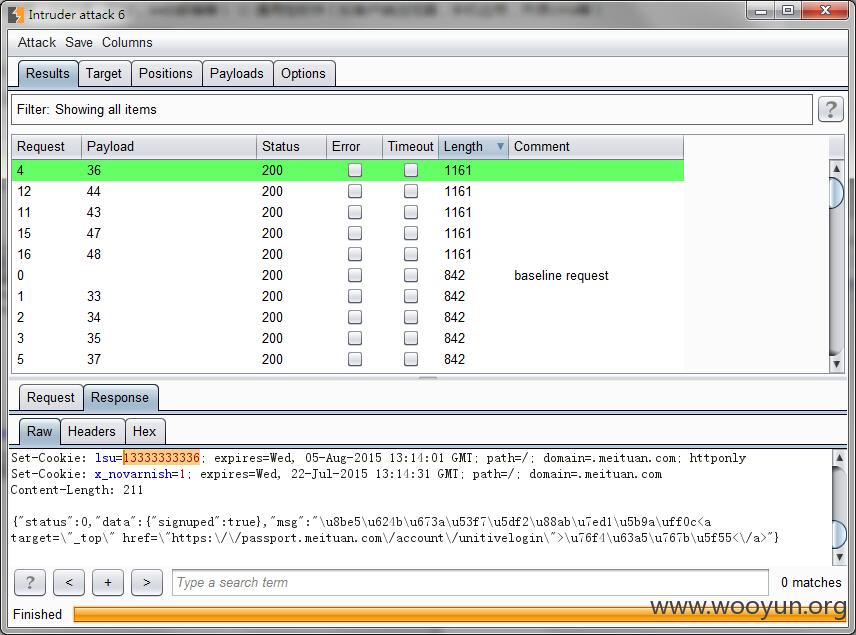 Intruder attack 6
Attack Save Columns
Results Target Positions Payloads Options
Filter: Showing all items ?
Request Payload Status Error Timeout Length Comment
4 36 200 1161
12 44 200 1161
11 43 200 1161
15 47 200 1161
16 48 200 1161
0 200 842 baseline request
1 33 200 842
2 34 200 842
3 35 200 842
5 37 200 842
Request Response
Raw Headers Hex
Set-Cookie: lsu=13333333336; expires=Wed, 05-Aug-2015 13:14:01 GMT; path=/; domain=.meituan.com; httponly
Set-Cookie: x_novarnish=1; expires=Wed, 22-Jul-2015 13:14:31 GMT; path=/; domain=.meituan.com
Content-Length: 211
{"status":0,"data":{"signuped":true},"msg":"\u8be5\u624b\u673a\u53f7\u5df2\u88ab\u7ed1\u5b9a\uff0c<a
target=\"_top\" href=\"https:\/\/passport.meituan.com\/account\/unitivelogin\">\u76f4\u63a5\u767b\u5f55<\/a>"}
? < + > Type a search term 0 matches
Finished
www.wooyun.org